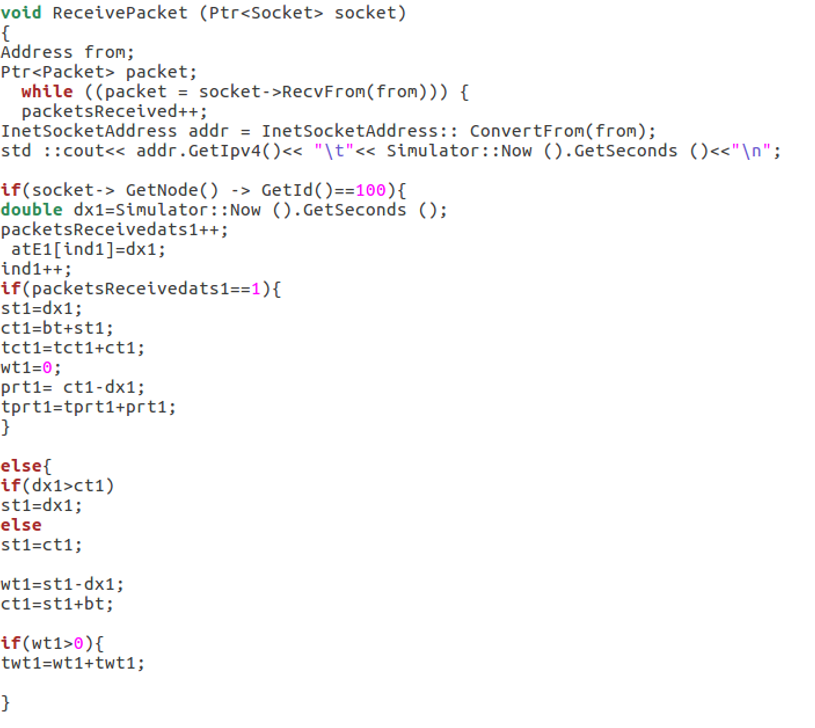 void ReceivePacket (Ptr<Socket> socket)
{
Address from;
Ptr<Packet> packet;
  while ((packet = socket->RecvFrom(from))) {
  packetsReceived++;
InetSocketAddress addr = InetSocketAddress:: ConvertFrom(from);
std ::cout<< addr.GetIpv4()<< "\t"<< Simulator::Now ().GetSeconds ()<<"\n";

if(socket-> GetNode() -> GetId()==100){
double dx1=Simulator::Now ().GetSeconds ();
packetsReceivedats1++;
 atE1[ind1]=dx1;
ind1++;
if(packetsReceivedats1==1){
st1=dx1;
ct1=bt+st1;
tct1=tct1+ct1;
wt1=0;
prt1= ct1-dx1;
tprt1=tprt1+prt1;
}

else{
if(dx1>ct1)
st1=dx1;
else
st1=ct1;

wt1=st1-dx1;
ct1=st1+bt;

if(wt1>0){
twt1=wt1+twt1;

}